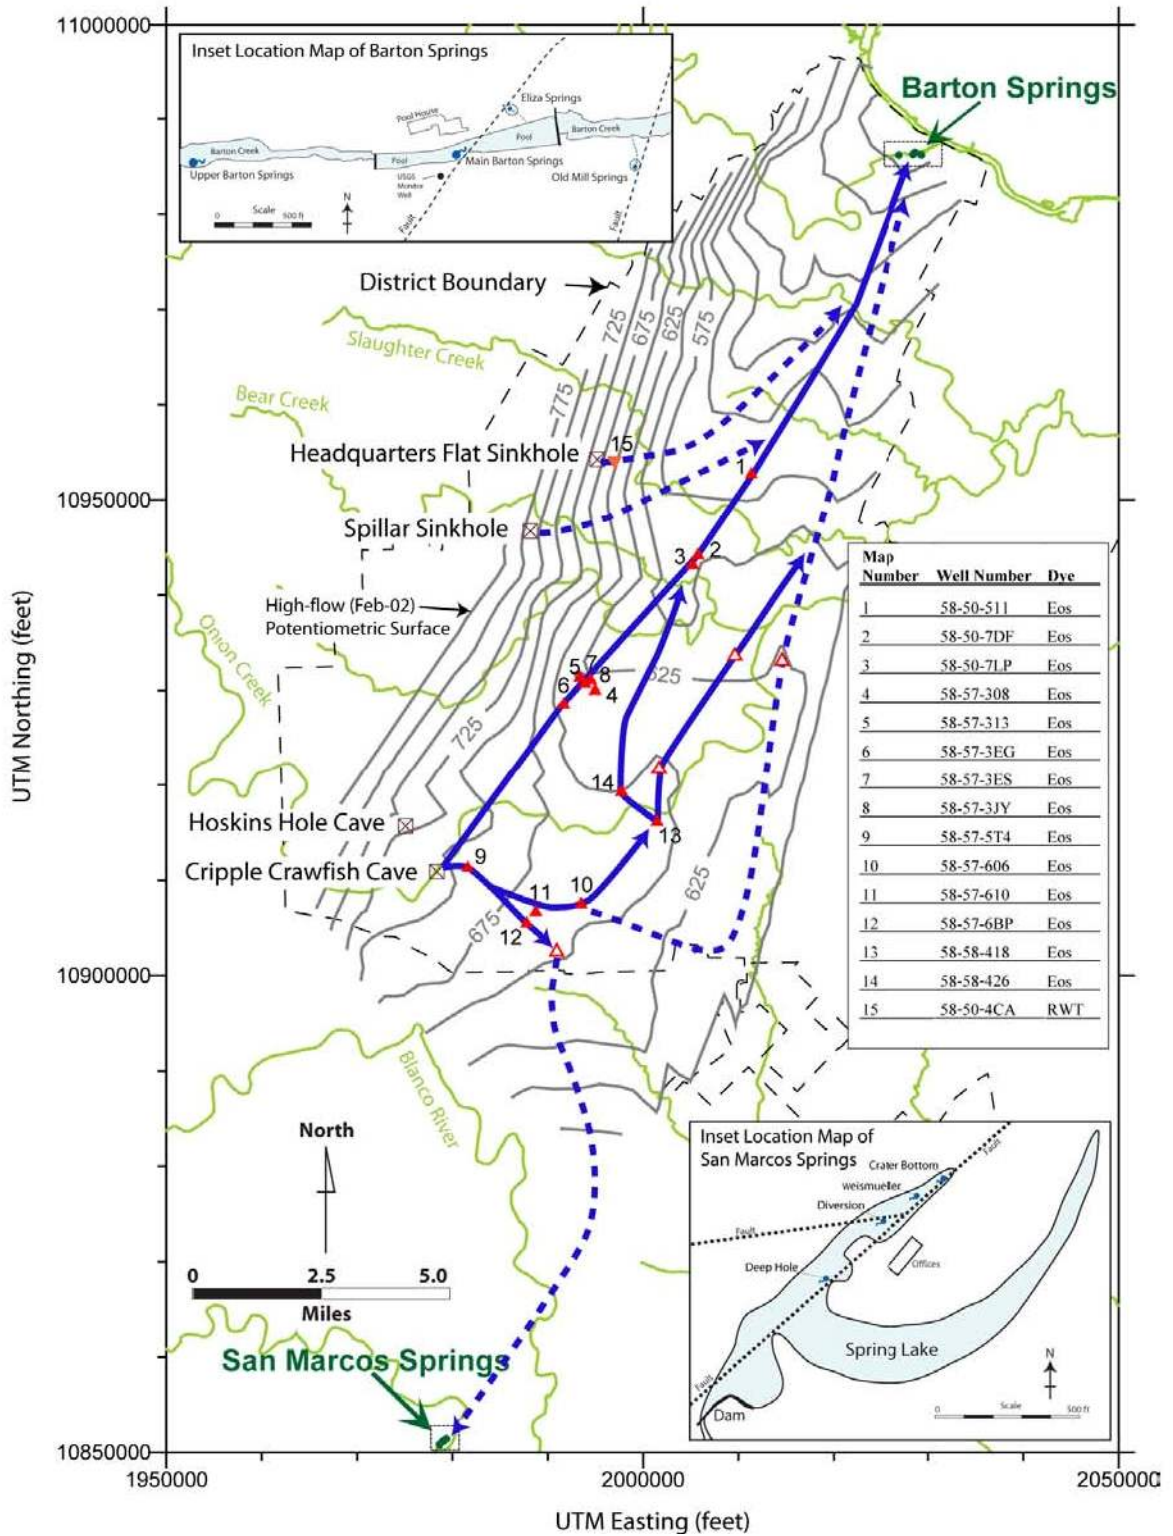 11000000
10950000
10900000
10850000
1950000
2000000
2050000
UTM Northing (feet)
UTM Easting (feet)
Inset Location Map of Barton Springs
Eliza Springs
Pool House
Barton Creek
Pool
Barton Creek
Pool
Main Barton Springs
Upper Barton Springs
USGS
Monitor
Well
Old Mill Springs
Scale
0
500 ft
N
Fault
Fault
Barton Springs
District Boundary
725
675
625
575
Slaughter Creek
Bear Creek
775
Headquarters Flat Sinkhole
15
1
Spillar Sinkhole
3
2
High-flow (Feb-02)
Potentiometric Surface
Onion Creek
5
7
8
6
4
625
725
14
Hoskins Hole Cave
13
Cripple Crawfish Cave
9
11
10
625
675
12
Blanco River
North
0
2.5
5.0
Miles
San Marcos Springs
Map
Number Well Number Dye
1 58-50-511 Eos
2 58-50-7DF Eos
3 58-50-7LP Eos
4 58-57-308 Eos
5 58-57-313 Eos
6 58-57-3EG Eos
7 58-57-3ES Eos
8 58-57-3JY Eos
9 58-57-5T4 Eos
10 58-57-606 Eos
11 58-57-610 Eos
12 58-57-6BP Eos
13 58-58-418 Eos
14 58-58-426 Eos
15 58-50-4CA RWT
Inset Location Map of
San Marcos Springs
Crater Bottom
weismueller
Diversion
Fault
Fault
Deep Hole
Offices
Spring Lake
Fault
Dam
N
Scale
0
500 ft